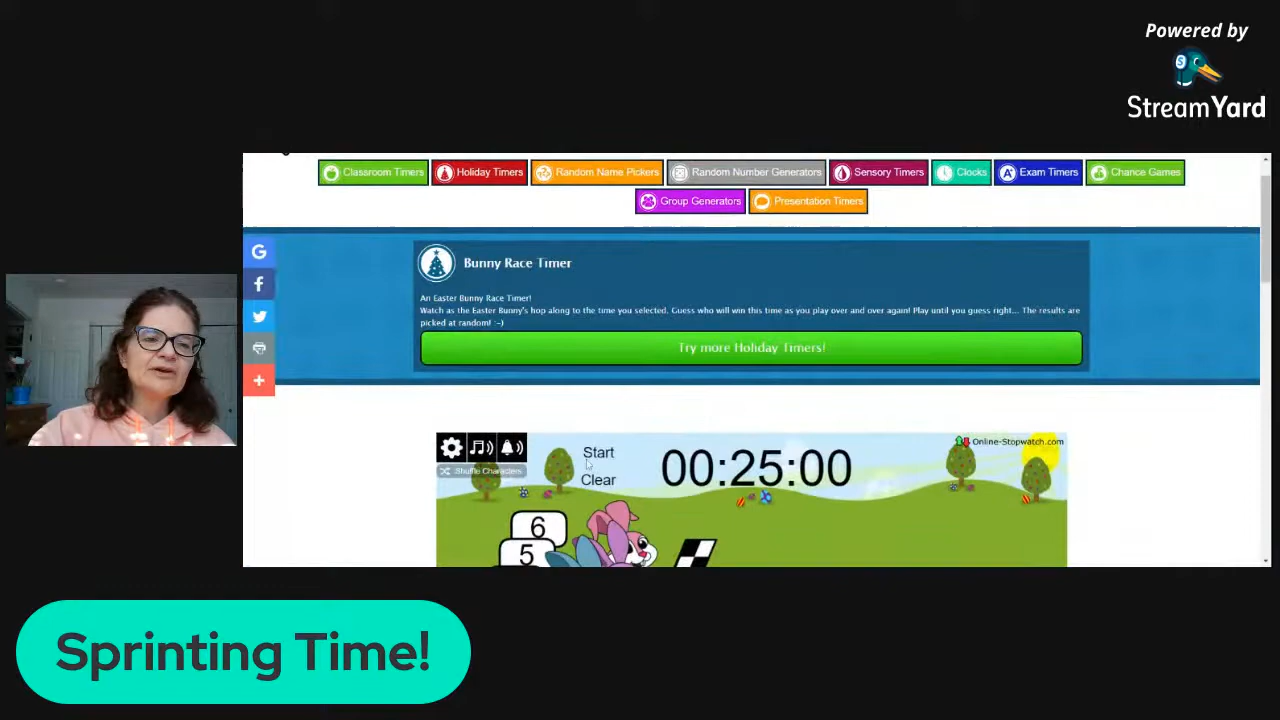 Powered by
StreamYard
Classroom Timers
Holiday Timers
Random Name Pickers
Random Number Generators
Sensory Timers
Clocks
Exam Timers
Chance Games
Group Generators
Presentation Timers
G
f
+
Bunny Race Timer
An Easter Bunny Race Timer!
Watch as the Easter Bunny's hop along to the time you selected. Guess who will win this time as you play over and over again! Play until you guess right... The results are
picked at random! :-)
Try more Holiday Timers!
Start
Clear
00:25:00
Online-Stopwatch.com
Shuffle Characters
6
5
Sprinting Time!